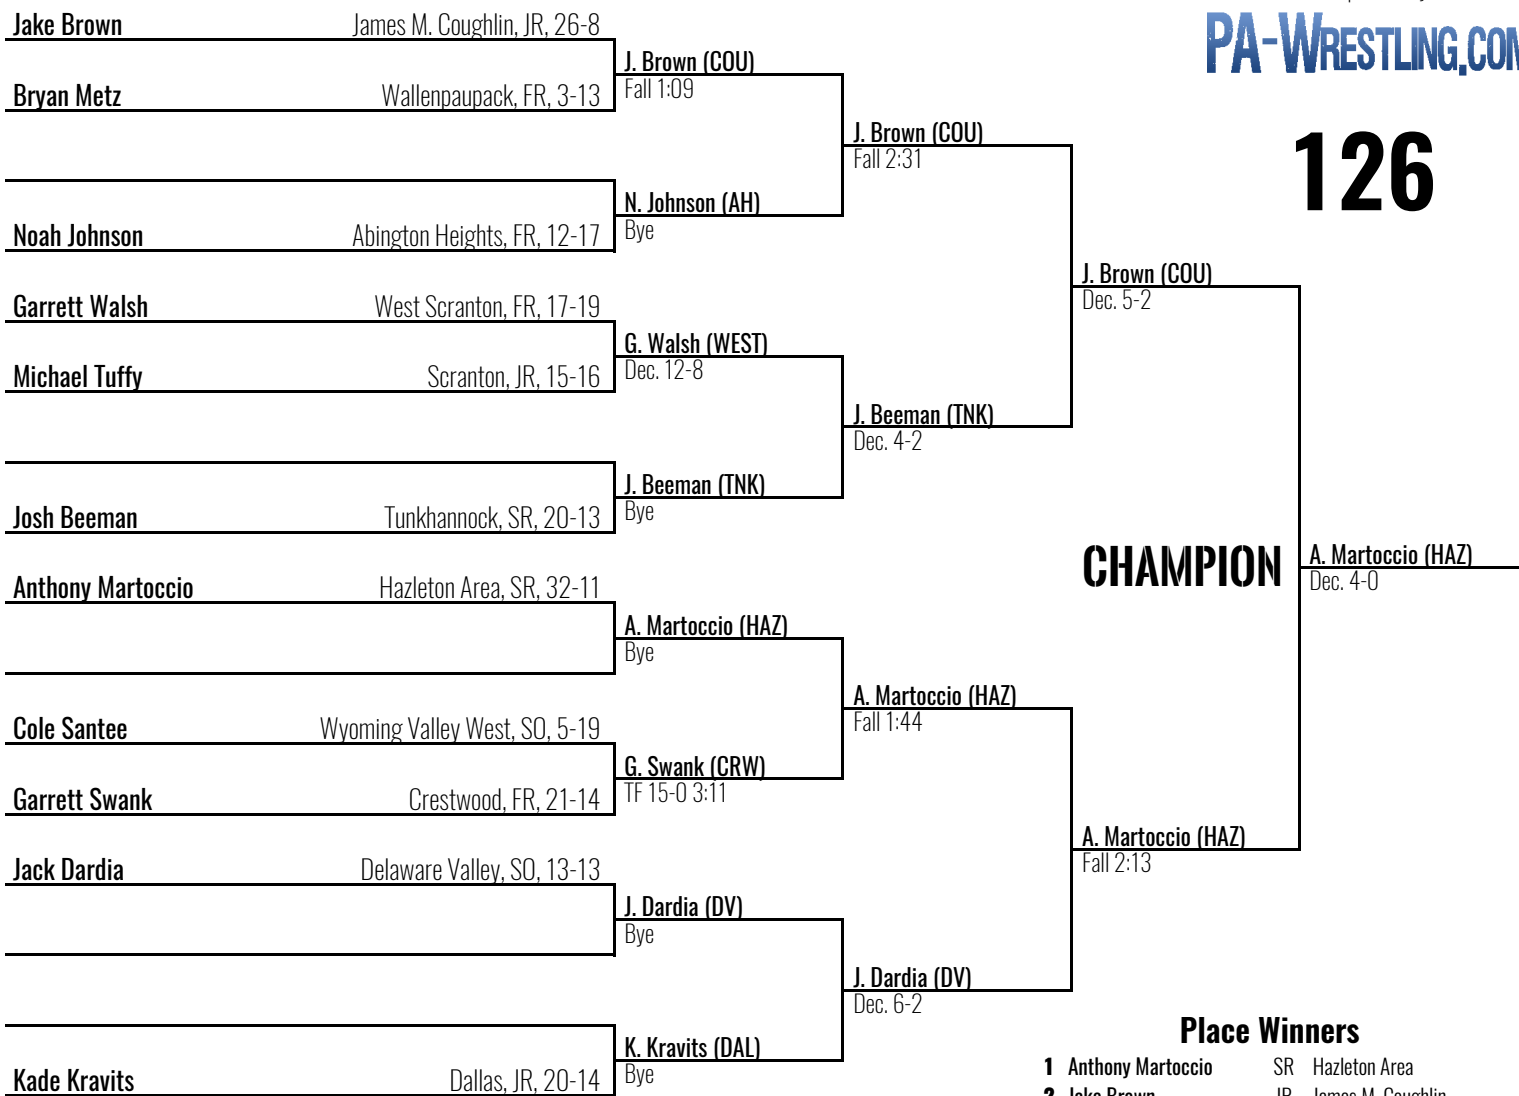 Jake Brown James M. Coughlin, JR, 26-8
J. Brown (COU)
Fall 1:09
Bryan Metz Wallenpaupack, FR, 3-13
J. Brown (COU)
Fall 2:31
N. Johnson (AH)
Bye
Noah Johnson Abington Heights, FR, 12-17
PA-WRESTLING.COM
126
J. Brown (COU)
Dec. 5-2
Garrett Walsh West Scranton, FR, 17-19
G. Walsh (WEST)
Dec. 12-8
Michael Tuffy Scranton, JR, 15-16
J. Beeman (TNK)
Dec. 4-2
J. Beeman (TNK)
Bye
Josh Beeman Tunkhannock, SR, 20-13
CHAMPION
A. Martoccio (HAZ)
Dec. 4-0
Anthony Martoccio Hazleton Area, SR, 32-11
A. Martoccio (HAZ)
Bye
A. Martoccio (HAZ)
Fall 1:44
Cole Santee Wyoming Valley West, SO, 5-19
G. Swank (CRW)
TF 15-0 3:11
Garrett Swank Crestwood, FR, 21-14
A. Martoccio (HAZ)
Fall 2:13
Jack Dardia Delaware Valley, SO, 13-13
J. Dardia (DV)
Bye
J. Dardia (DV)
Dec. 6-2
K. Kravits (DAL)
Bye
Kade Kravits Dallas, JR, 20-14
Place Winners
1 Anthony Martoccio SR Hazleton Area
2 Jake Brown JR James M. Coughlin